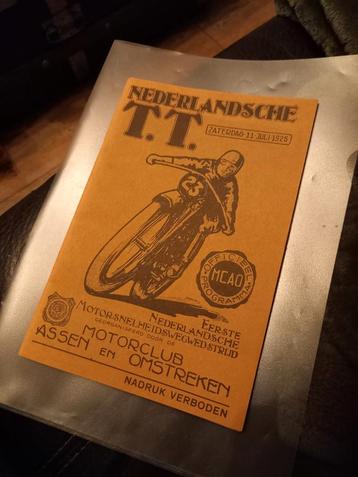 NEDERLANDSCHE
T.T.
ZATERDAG·11·JULI·1925
23
OFFICIEEL
MCAO
PROGRAMMA
EERSTE
NEDERLANDSCHE
MOTORSNELHEIDSWEGWEDSTRIJD
GEORGANISEERD DOOR DE
MOTORCLUB
ASSEN EN OMSTREKEN
NADRUK VERBODEN